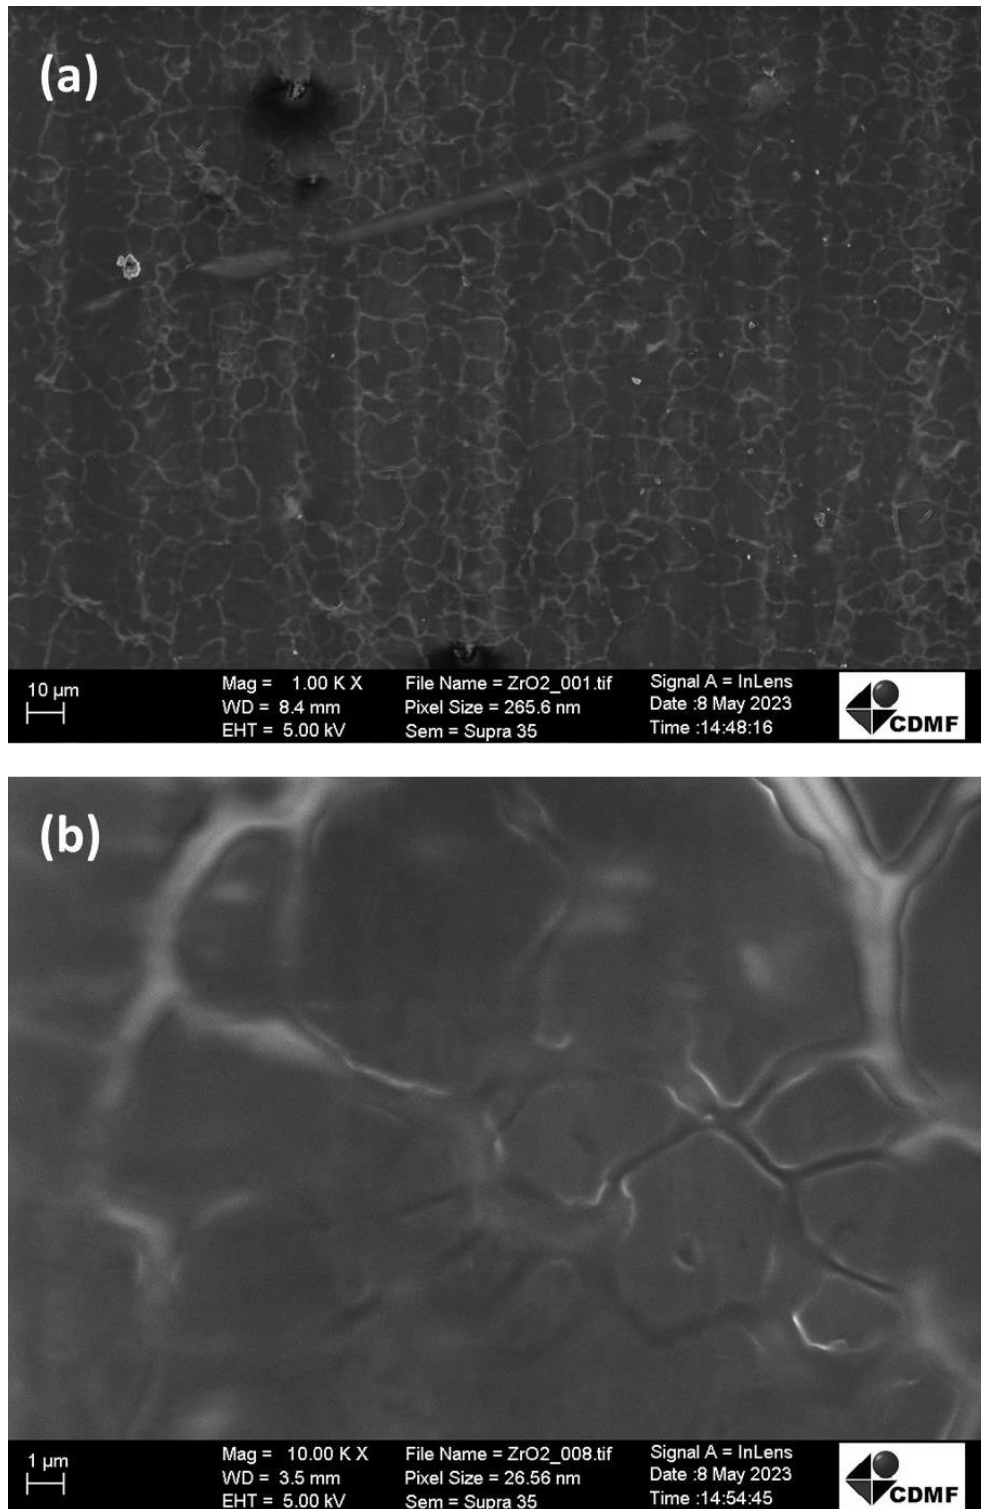 (a)
10 µm
Mag = 1.00 K X
WD = 8.4 mm
EHT = 5.00 kV
File Name = ZrO2_001.tif
Pixel Size = 265.6 nm
Sem = Supra 35
Signal A = InLens
Date :8 May 2023
Time :14:48:16
CDMF
(b)
1 µm
Mag = 10.00 K X
WD = 3.5 mm
EHT = 5.00 kV
File Name = ZrO2_008.tif
Pixel Size = 26.56 nm
Sem = Supra 35
Signal A = InLens
Date :8 May 2023
Time :14:54:45
CDMF